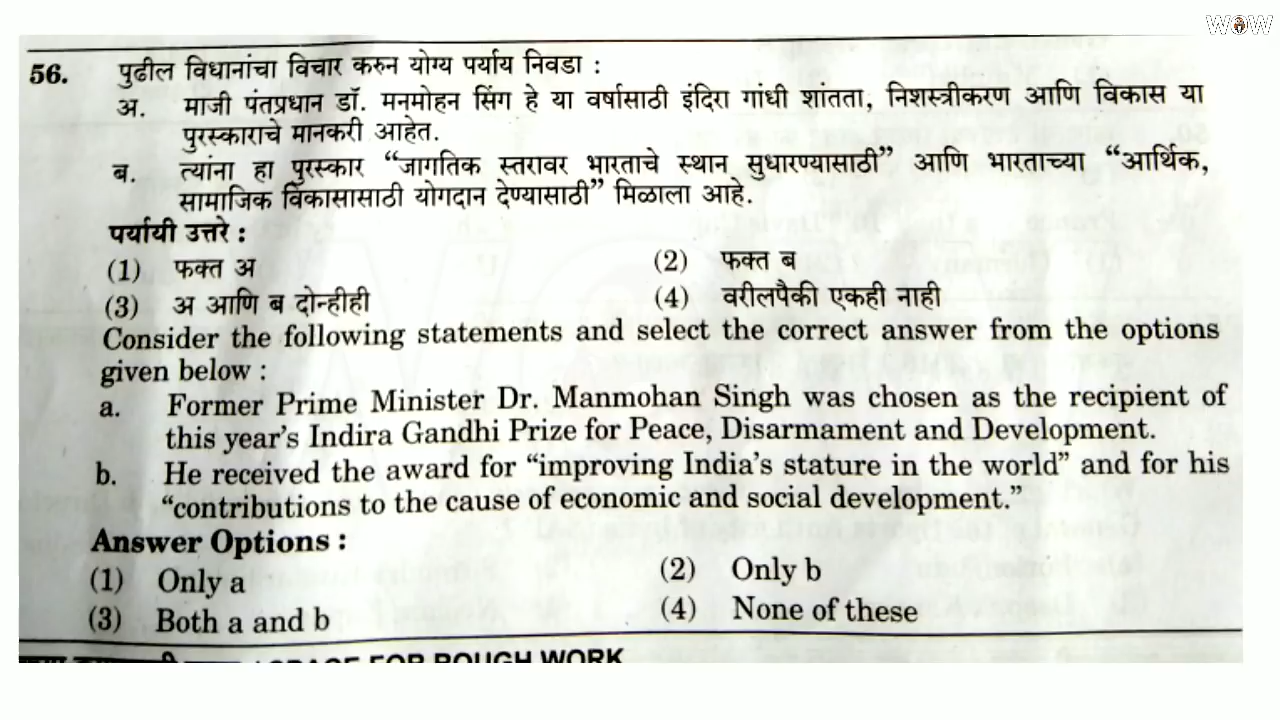 WOW
56. पुढील विधानांचा विचार करुन योग्य पर्याय निवडा :
अ. माजी पंतप्रधान डॉ. मनमोहन सिंग हे या वर्षासाठी इंदिरा गांधी शांतता, निशस्त्रीकरण आणि विकास या
पुरस्काराचे मानकरी आहेत.
ब. त्यांना हा पुरस्कार “जागतिक स्तरावर भारताचे स्थान सुधारण्यासाठी” आणि भारताच्या “आर्थिक,
सामाजिक विकासासाठी योगदान देण्यासाठी” मिळाला आहे.
पर्यायी उत्तरे :
(1) फक्त अ (2) फक्त ब
(3) अ आणि ब दोन्हीही (4) वरीलपैकी एकही नाही
Consider the following statements and select the correct answer from the options
given below :
a. Former Prime Minister Dr. Manmohan Singh was chosen as the recipient of
this year's Indira Gandhi Prize for Peace, Disarmament and Development.
b. He received the award for “improving India's stature in the world” and for his
“contributions to the cause of economic and social development.”
Answer Options :
(1) Only a (2) Only b
(3) Both a and b (4) None of these
SPACE FOR ROUGH WORK